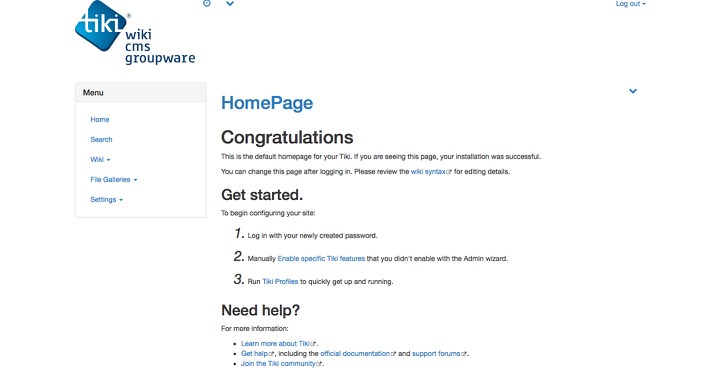 Log out
tiki®
wiki
cms
groupware
Menu
Home
Search
Wiki
File Galleries
Settings
HomePage
Congratulations
This is the default homepage for your Tiki. If you are seeing this page, your installation was successful.
You can change this page after logging in. Please review the wiki syntax for editing details.
Get started.
To begin configuring your site:
1. Log in with your newly created password.
2. Manually Enable specific Tiki features that you didn't enable with the Admin wizard.
3. Run Tiki Profiles to quickly get up and running.
Need help?
For more information:
• Learn more about Tiki.
• Get help, including the official documentation and support forums.
• Join the Tiki community.